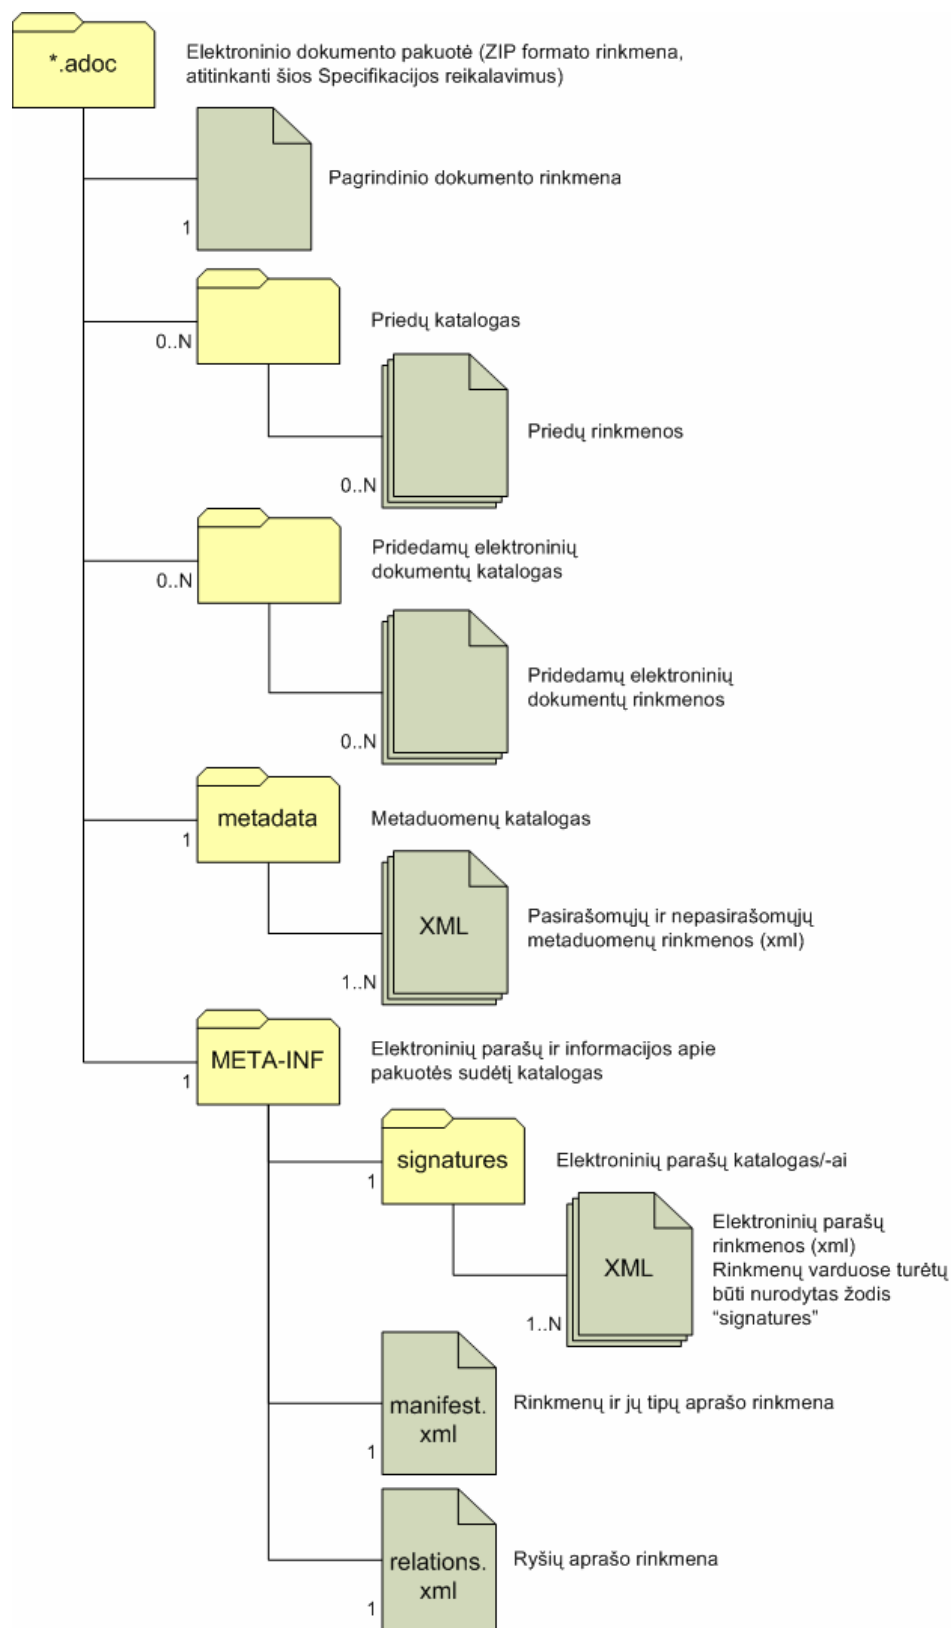 *.adoc
Elektroninio dokumento pakuotė (ZIP formato rinkmena,
atitinkanti šios Specifikacijos reikalavimus)
Pagrindinio dokumento rinkmena
1
Priedų katalogas
0..N
Priedų rinkmenos
0..N
Pridedamų elektroninių
dokumentų katalogas
0..N
Pridedamų elektroninių
dokumentų rinkmenos
0..N
metadata
Metaduomenų katalogas
1
XML
Pasirašomųjų ir nepasirašomųjų
metaduomenų rinkmenos (xml)
1..N
META-INF
Elektroninių parašų ir informacijos apie
pakuotės sudėtį katalogas
1
signatures
Elektroninių parašų katalogas/-ai
1
XML
Elektroninių parašų
rinkmenos (xml)
Rinkmenų varduose turėtų
būti nurodytas žodis
“signatures”
1..N
manifest.
xml
Rinkmenų ir jų tipų aprašo rinkmena
1
relations.
xml
Ryšių aprašo rinkmena
1